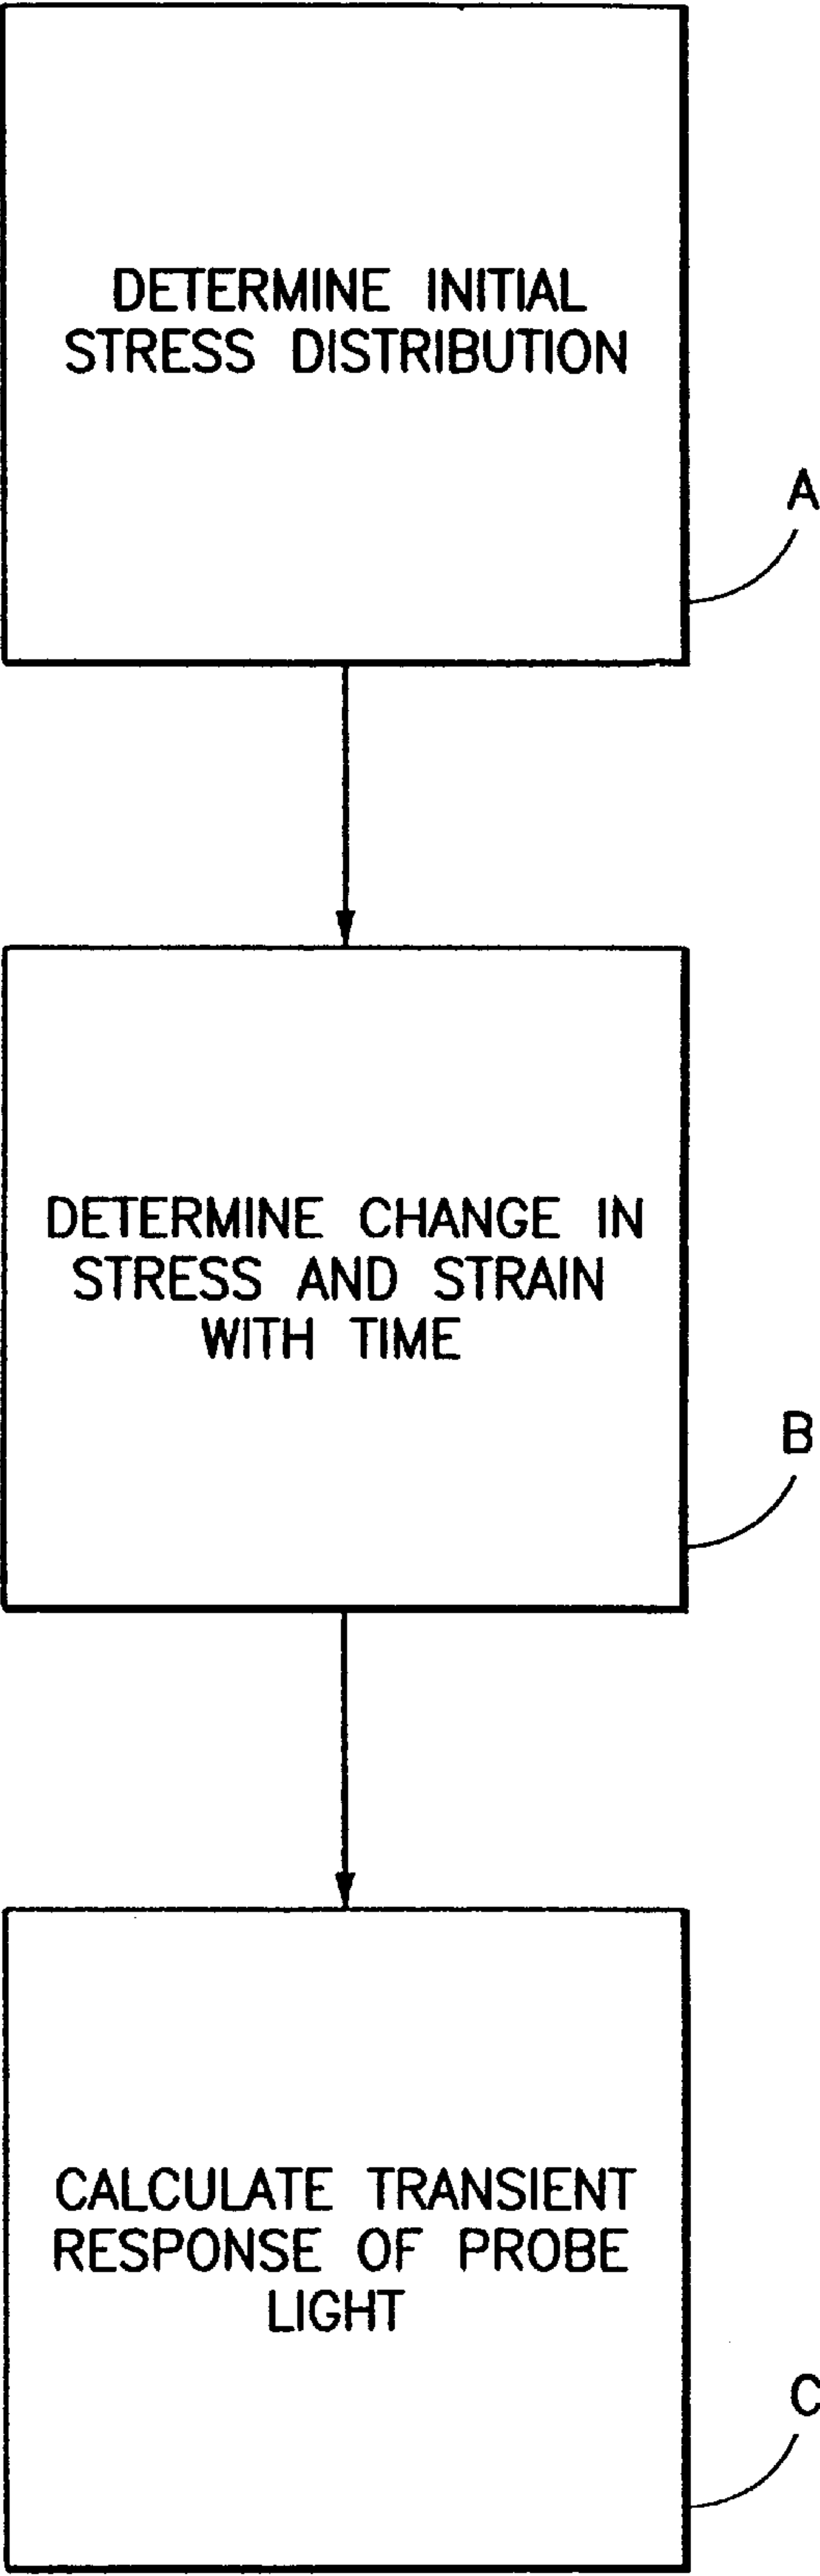 DETERMINE INITIAL
STRESS DISTRIBUTION
A
DETERMINE CHANGE IN
STRESS AND STRAIN
WITH TIME
B
CALCULATE TRANSIENT
RESPONSE OF PROBE
LIGHT
C